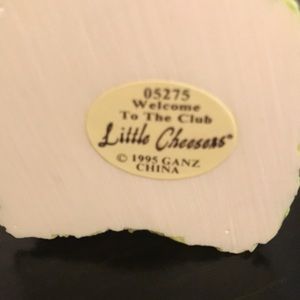 05275
Welcome
To The Club
Little Cheesers®
© 1995 GANZ
CHINA